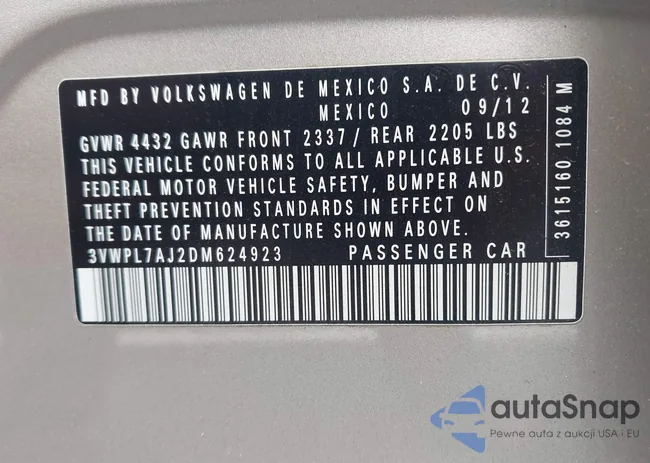 MFD BY VOLKSWAGEN DE MEXICO S.A. DE C.V.
MEXICO 09/12
GVWR 4432 GAWR FRONT 2337/ REAR 2205 LBS
THIS VEHICLE CONFORMS TO ALL APPLICABLE U.S.
FEDERAL MOTOR VEHICLE SAFETY, BUMPER AND
THEFT PREVENTION STANDARDS IN EFFECT ON
THE DATE OF MANUFACTURE SHOWN ABOVE.
3VWPL7AJ2DM624923 PASSENGER CAR
3615160 1084 M
autaSnap
Pewne auta z aukcji USA i EU